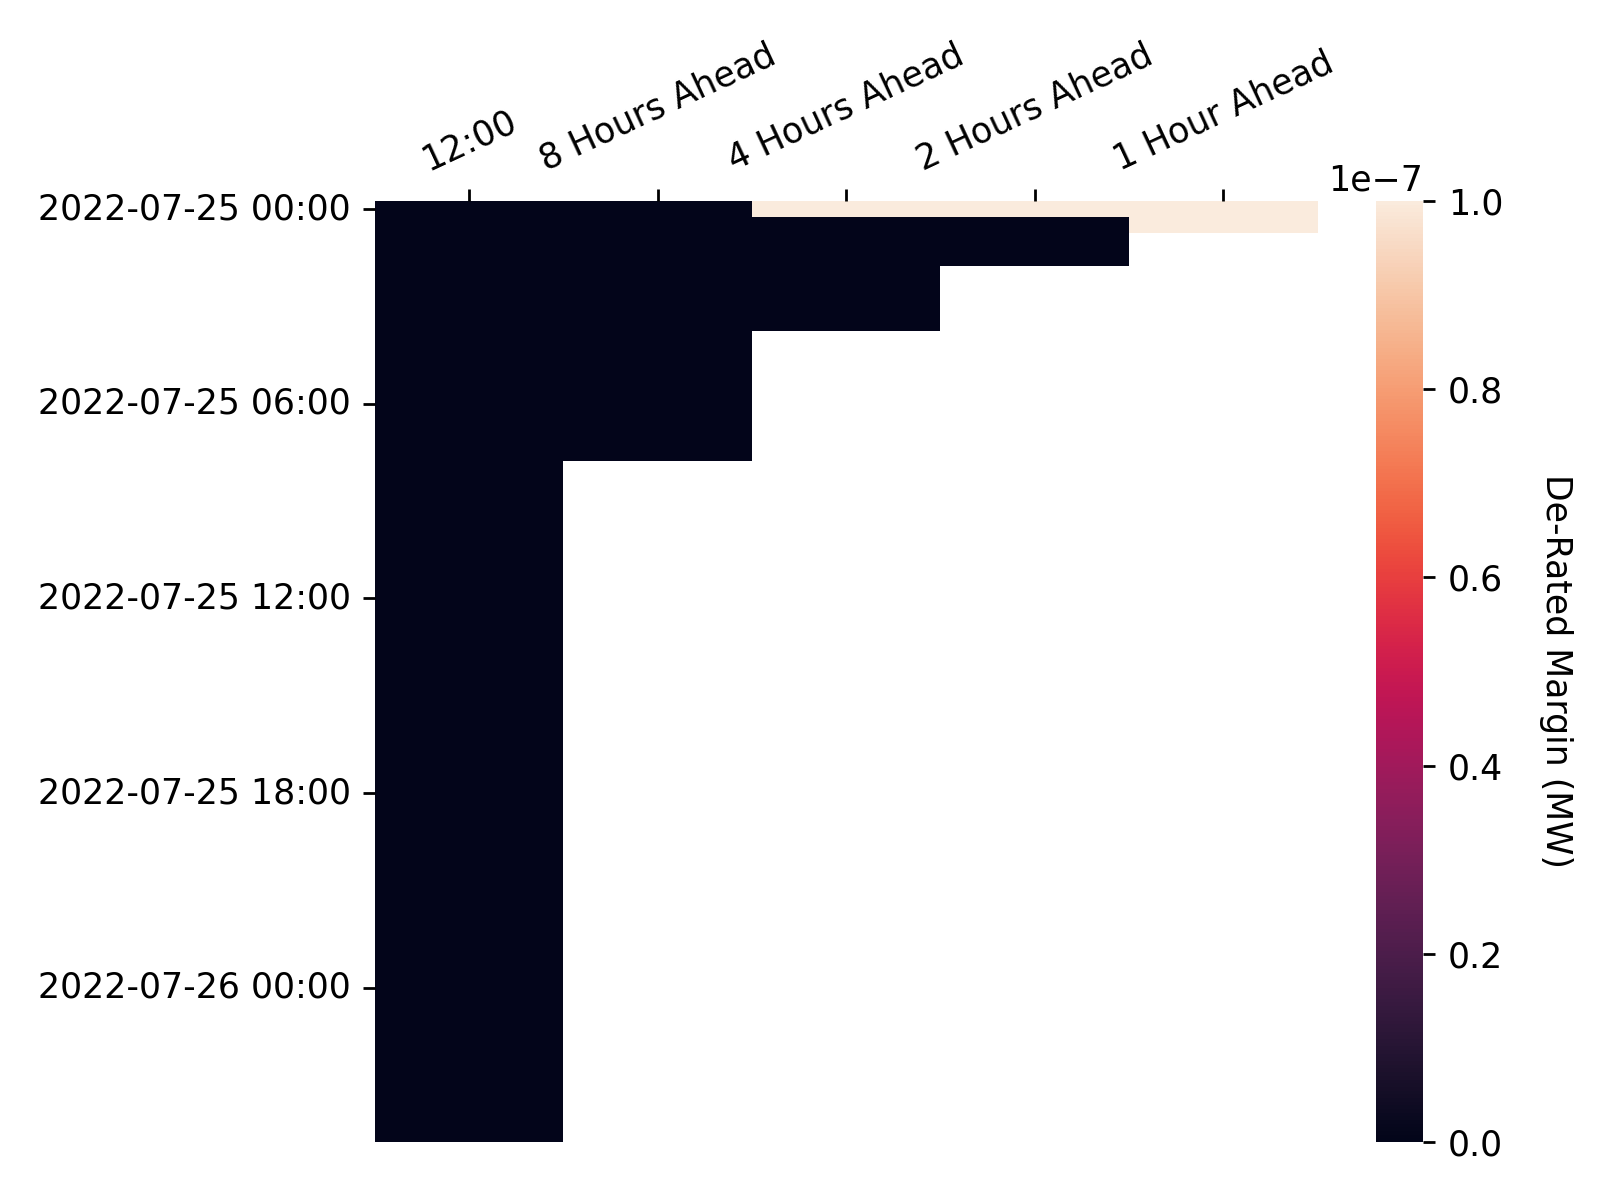 12:00
8 Hours Ahead
4 Hours Ahead
2 Hours Ahead
1 Hour Ahead
2022-07-25 00:00
2022-07-25 06:00
2022-07-25 12:00
2022-07-25 18:00
2022-07-26 00:00
1e−7
1.0
0.8
0.6
0.4
0.2
0.0
De-Rated Margin (MW)